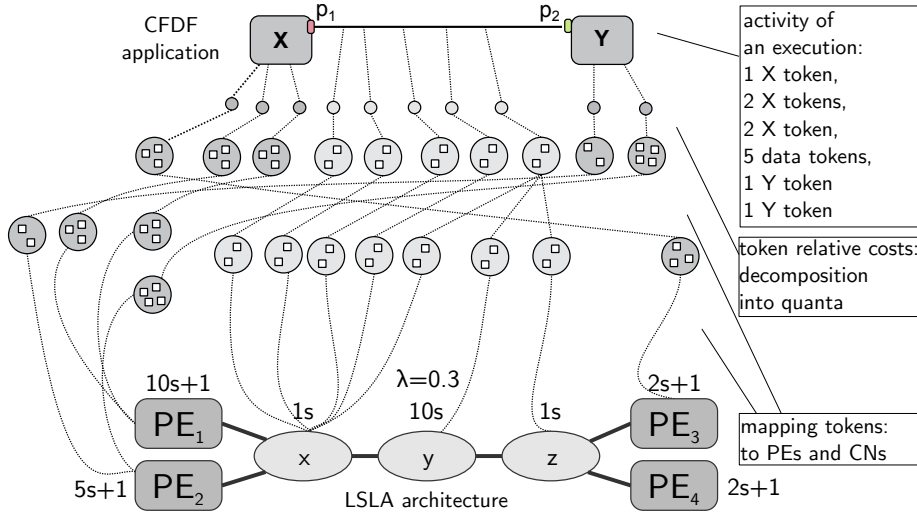 CFDF
application
X
p1
p2
Y
activity of
an execution:
1 X token,
2 X tokens,
2 X token,
5 data tokens,
1 Y token
1 Y token
token relative costs:
decomposition
into quanta
mapping tokens:
to PEs and CNs
10s+1
PE1
5s+1
PE2
1s
x
λ=0.3
10s
y
1s
z
2s+1
PE3
PE4
2s+1
LSLA architecture